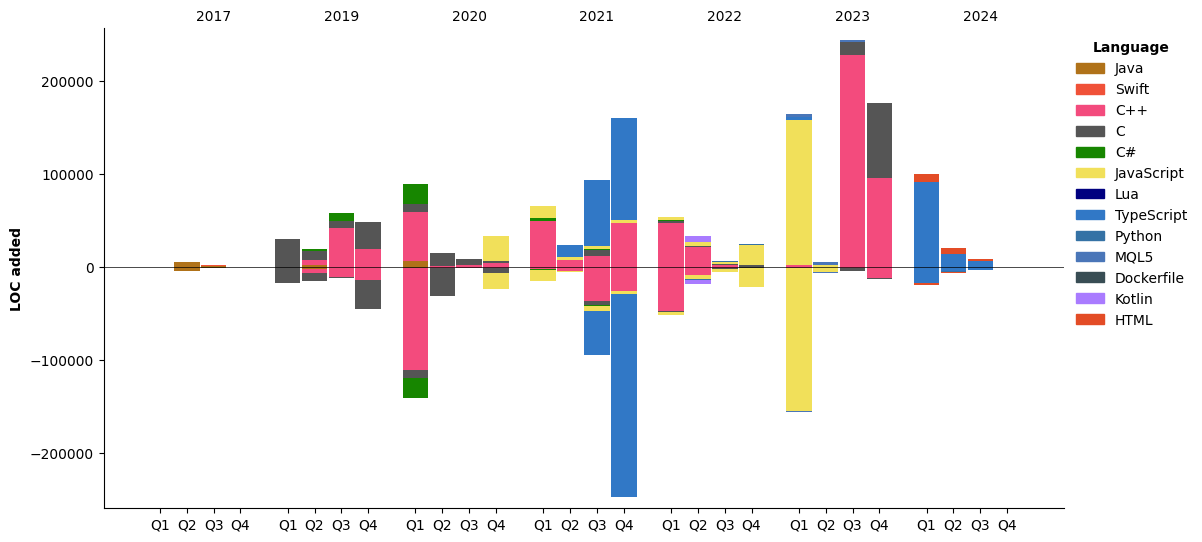 2017 2019 2020 2021 2022 2023 2024
LOC added
200000
100000
0
−100000
−200000
Q1 Q2 Q3 Q4 Q1 Q2 Q3 Q4 Q1 Q2 Q3 Q4 Q1 Q2 Q3 Q4 Q1 Q2 Q3 Q4 Q1 Q2 Q3 Q4 Q1 Q2 Q3 Q4
Language
Java
Swift
C++
C
C#
JavaScript
Lua
TypeScript
Python
MQL5
Dockerfile
Kotlin
HTML